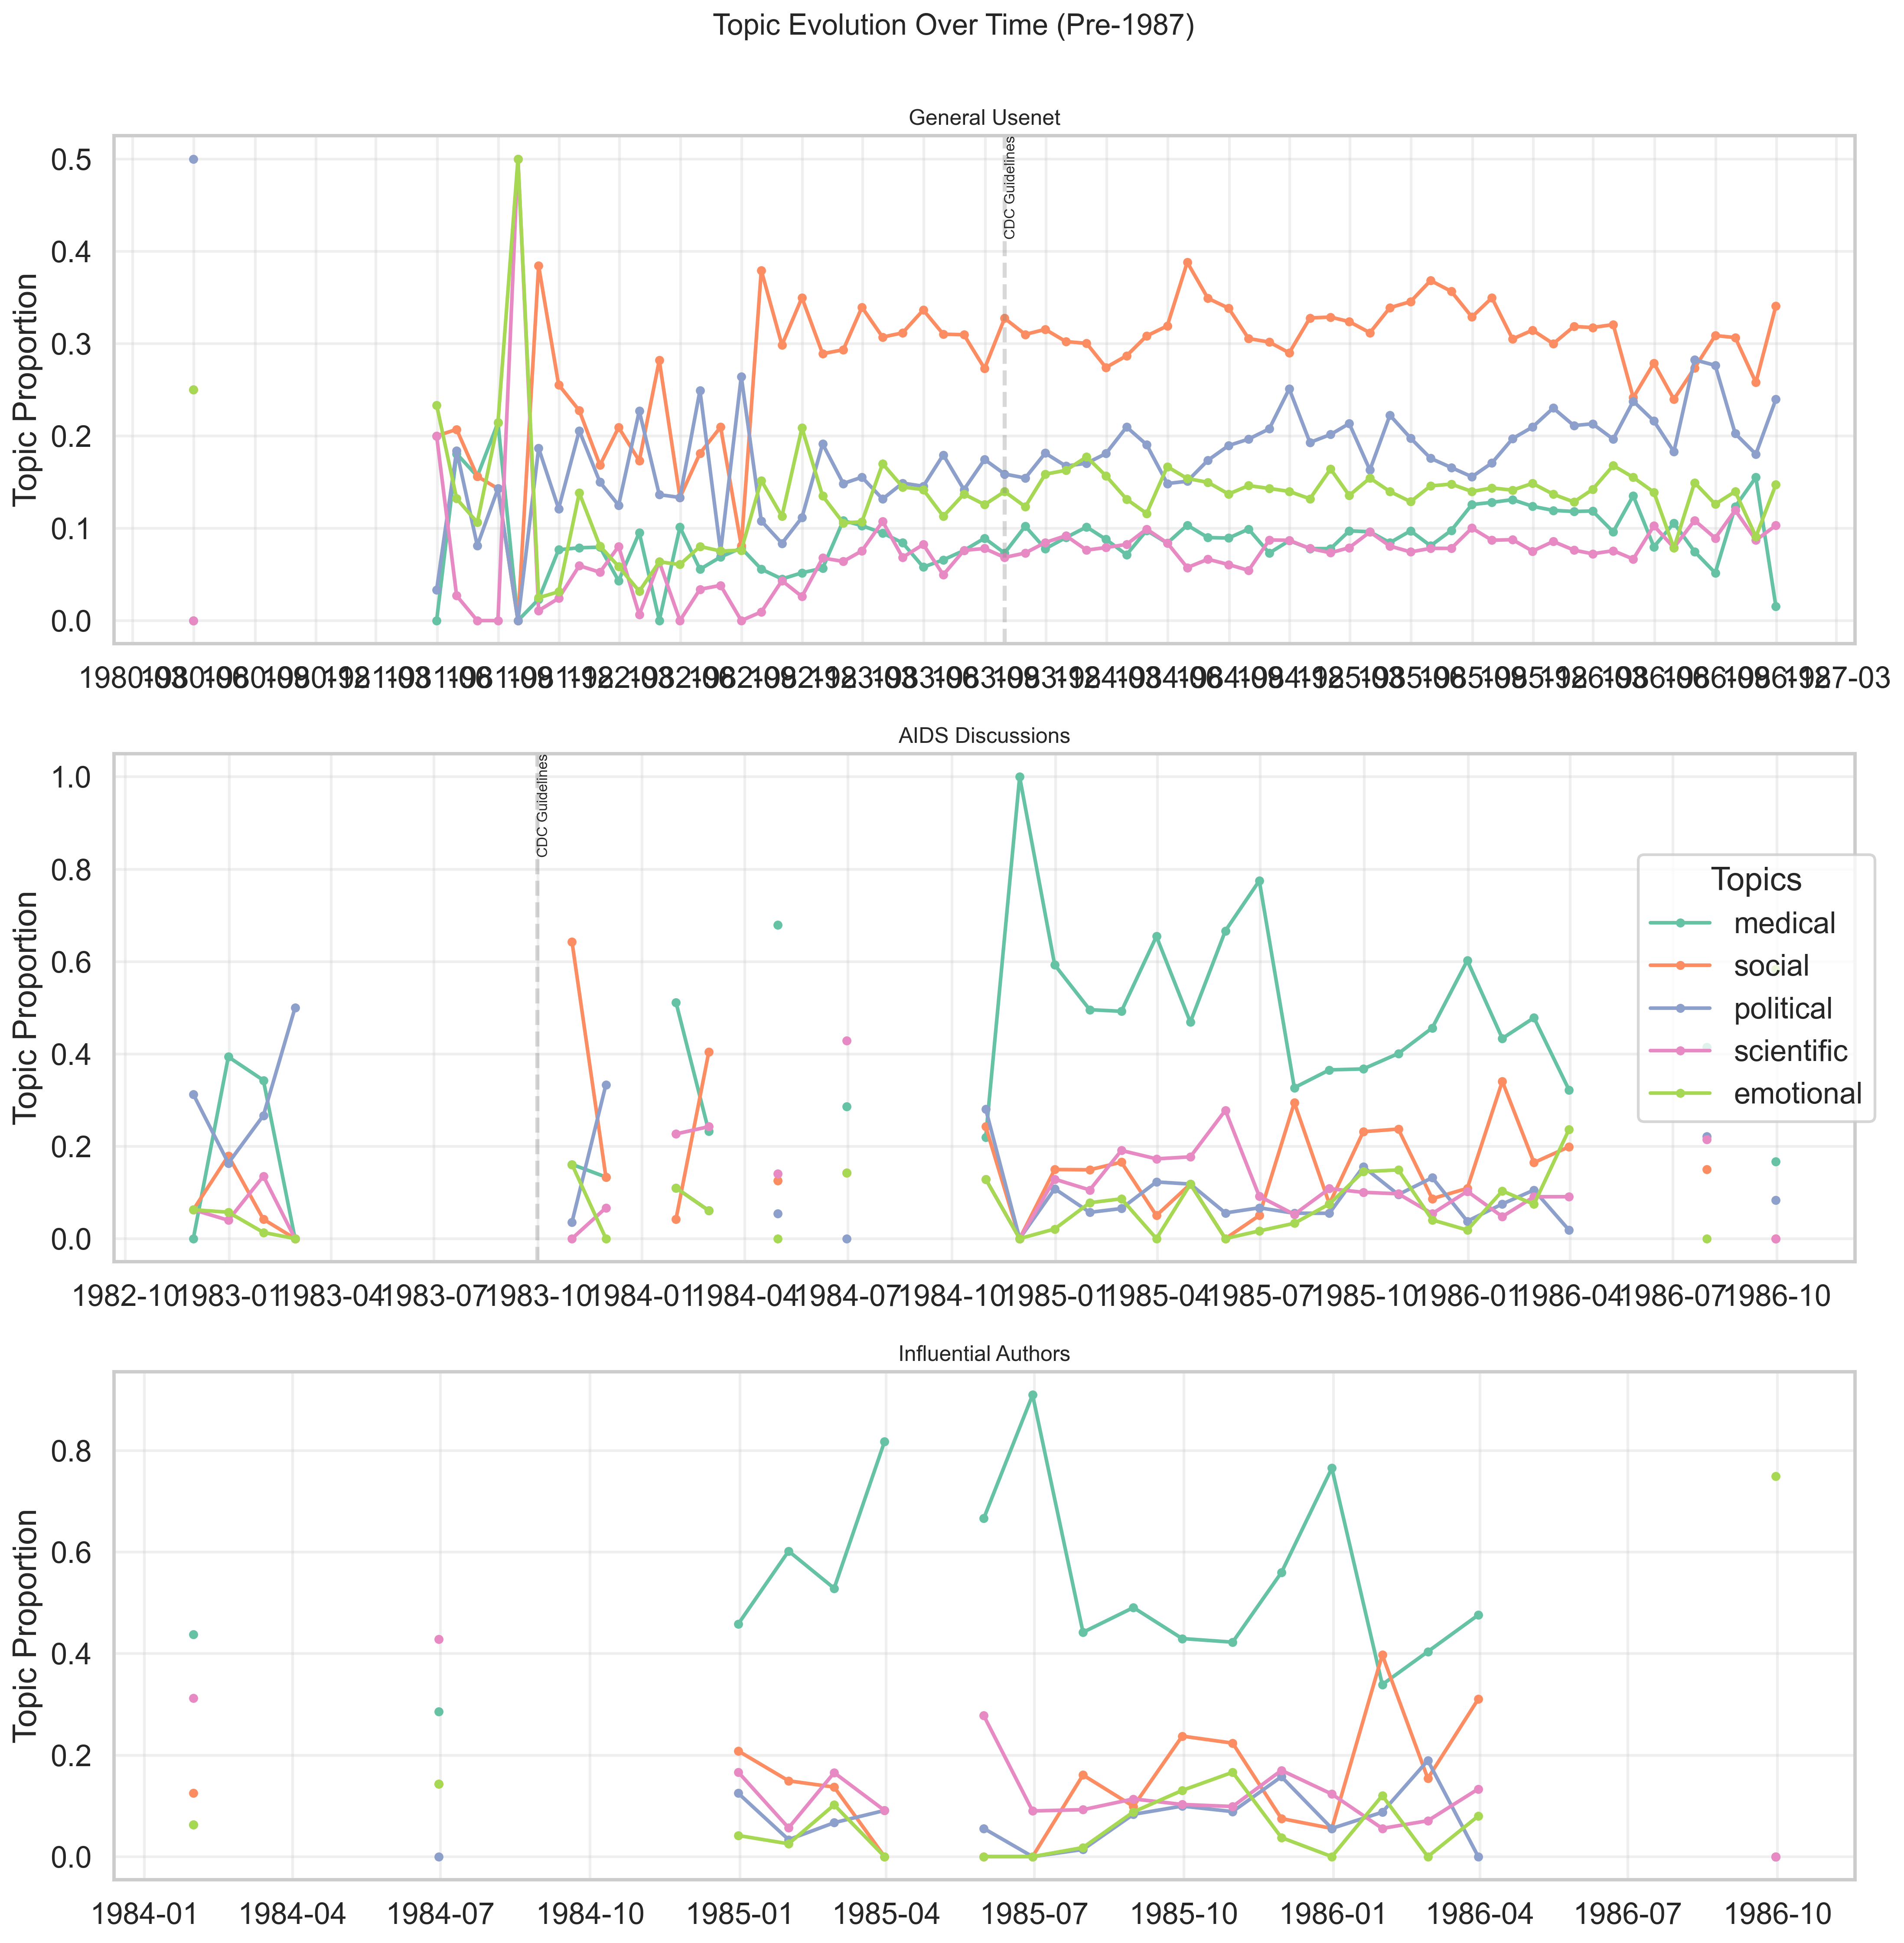 Topic Evolution Over Time (Pre-1987)
General Usenet
CDC Guidelines
Topic Proportion
0.5
0.4
0.3
0.2
0.1
0.0
AIDS Discussions
CDC Guidelines
Topic Proportion
1.0
0.8
0.6
0.4
0.2
0.0
Topics
medical
social
political
scientific
emotional
1982-10 1983-01 1983-04 1983-07 1983-10 1984-01 1984-04 1984-07 1984-10 1985-01 1985-04 1985-07 1985-10 1986-01 1986-04 1986-07 1986-10
Influential Authors
Topic Proportion
0.8
0.6
0.4
0.2
0.0
1984-01 1984-04 1984-07 1984-10 1985-01 1985-04 1985-07 1985-10 1986-01 1986-04 1986-07 1986-10